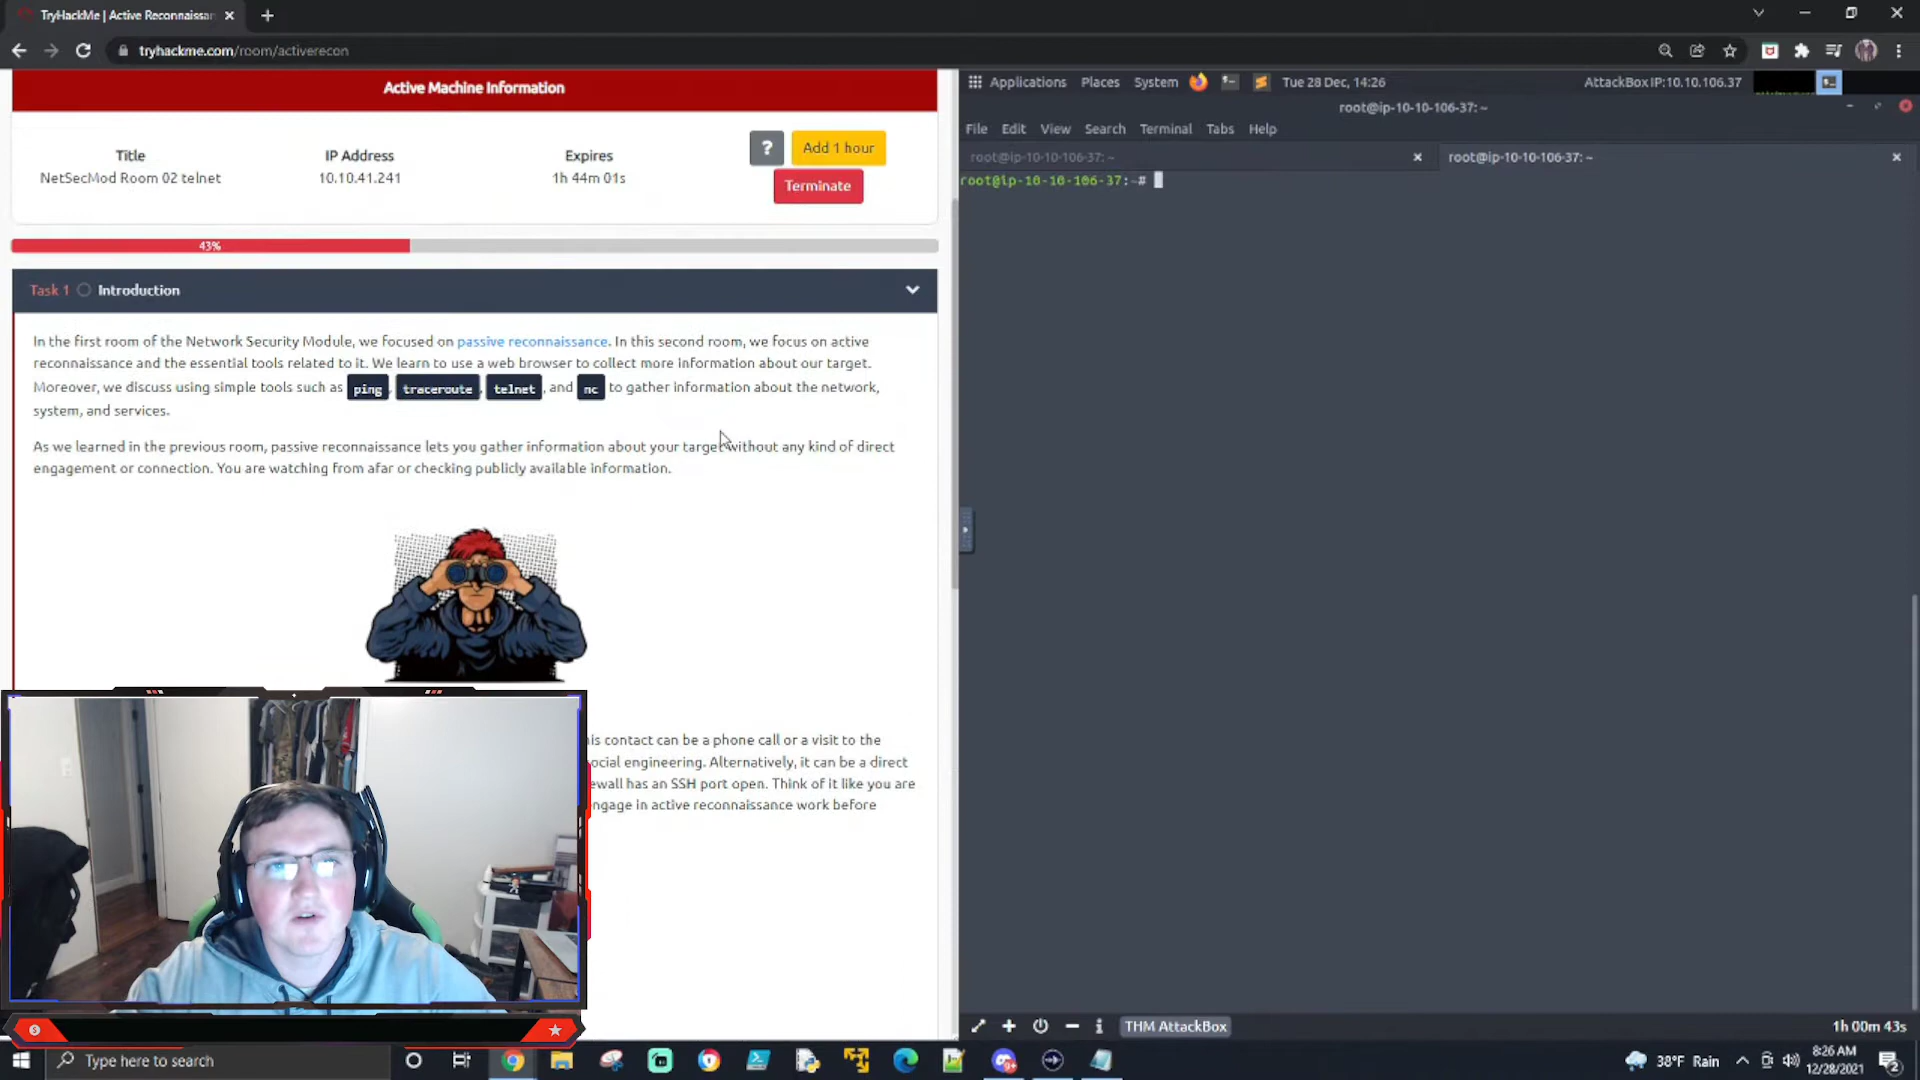 TryHackMe | Active Reconnaissan
tryhackme.com/room/activerecon
Active Machine Information
Title
IP Address
Expires
? Add 1 hour
NetSecMod Room 02 telnet
10.10.41.241
1h 44m 01s
Terminate
43%
Task 1 Introduction
In the first room of the Network Security Module, we focused on passive reconnaissance. In this second room, we focus on active
reconnaissance and the essential tools related to it. We learn to use a web browser to collect more information about our target.
Moreover, we discuss using simple tools such as ping, traceroute, telnet, and nc to gather information about the network,
system, and services.
As we learned in the previous room, passive reconnaissance lets you gather information about your target without any kind of direct
engagement or connection. You are watching from afar or checking publicly available information.
is contact can be a phone call or a visit to the
ocial engineering. Alternatively, it can be a direct
ewall has an SSH port open. Think of it like you are
ngage in active reconnaissance work before
Applications Places System Tue 28 Dec, 14:26 AttackBox IP:10.10.106.37
root@ip-10-10-106-37: ~
File Edit View Search Terminal Tabs Help
root@ip-10-10-106-37: ~
root@ip-10-10-106-37: ~
root@ip-10-10-106-37:~#
THM AttackBox
1h 00m 43s
Type here to search
38°F Rain
8:26 AM
12/28/2021
2